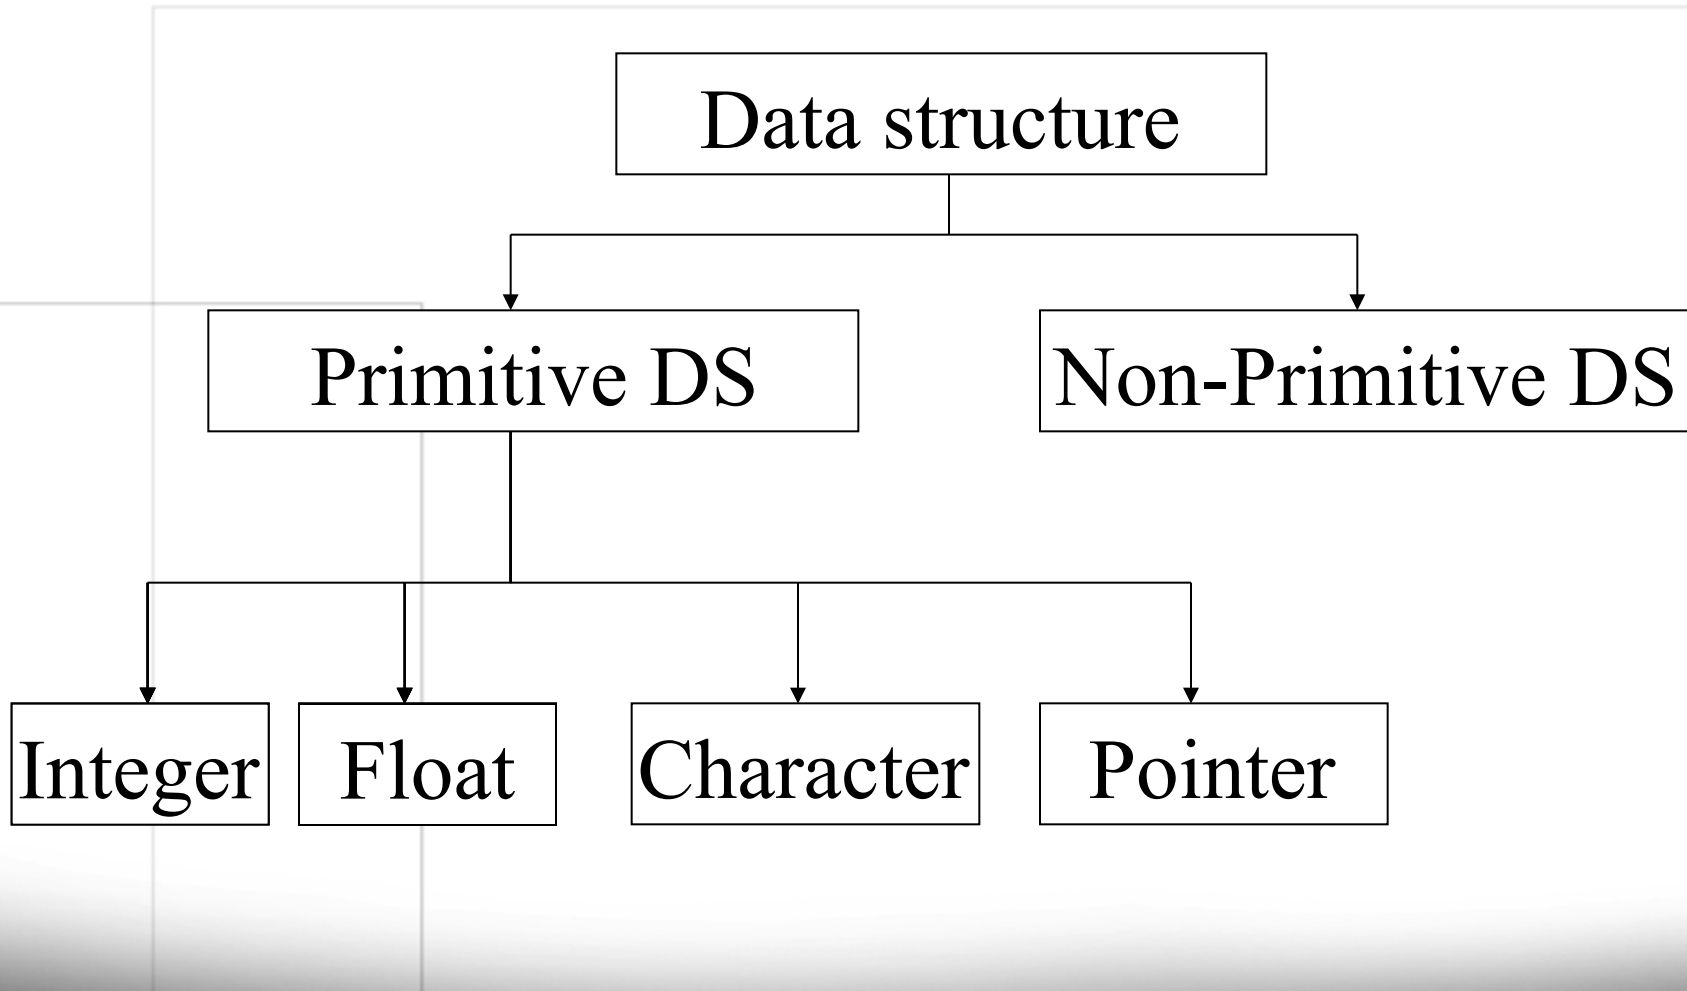 Data structure
Primitive DS
Non-Primitive DS
Integer
Float
Character
Pointer